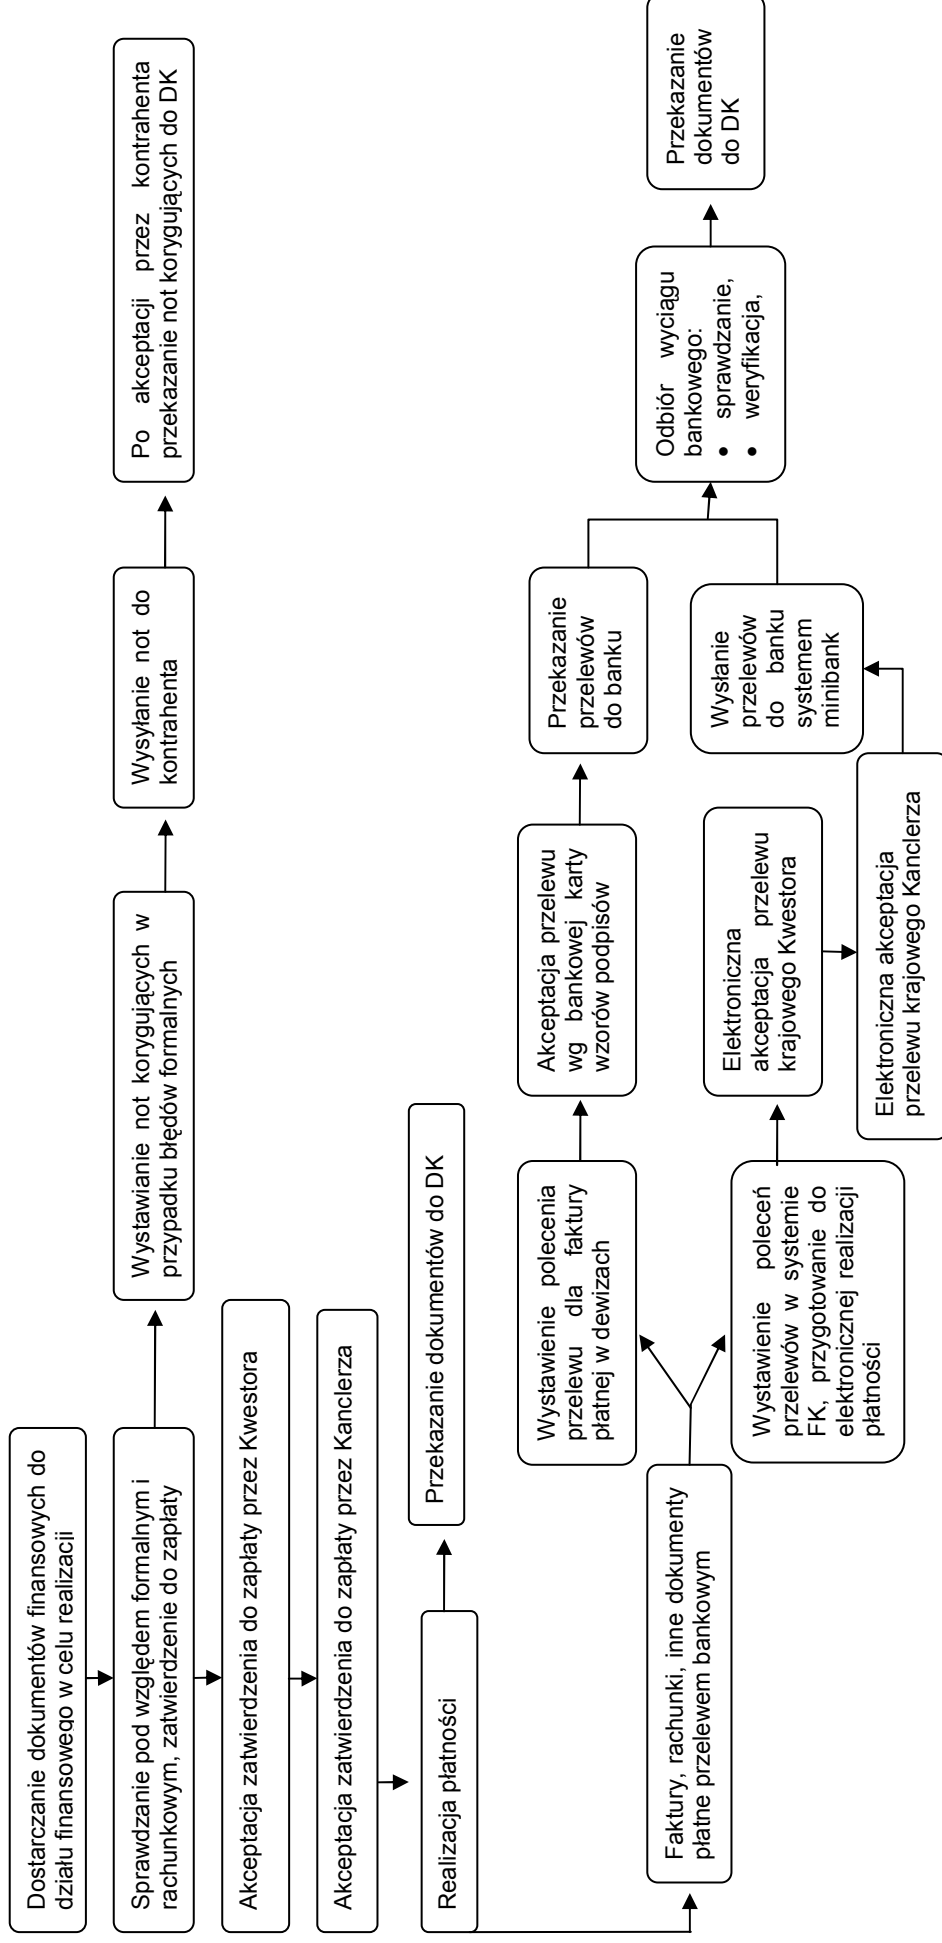 Dostarczanie dokumentów finansowych do
działu finansowego w celu realizacji
Sprawdzanie pod względem formalnym i
rachunkowym, zatwierdzenie do zapłaty
Wystawianie not korygujących w
przypadku błędów formalnych
Wysyłanie not do
kontrahenta
Po akceptacji przez kontrahenta
przekazanie not korygujących do DK
Akceptacja zatwierdzenia do zapłaty przez Kwestora
Akceptacja zatwierdzenia do zapłaty przez Kanclerza
Realizacja płatności
Przekazanie dokumentów do DK
Faktury, rachunki, inne dokumenty
płatne przelewem bankowym
Wystawienie polecenia
przelewu dla faktury
płatnej w dewizach
Akceptacja przelewu
wg bankowej karty
wzorów podpisów
Przekazanie
przelewów
do banku
Wystawienie poleceń
przelewów w systemie
FK, przygotowanie do
elektronicznej realizacji
płatności
Elektroniczna
akceptacja przelewu
krajowego Kwestora
Elektroniczna akceptacja
przelewu krajowego Kanclerza
Wysłanie
przelewów
do banku
systemem
minibank
Odbiór wyciągu
bankowego:
• sprawdzanie,
• weryfikacja,
Przekazanie
dokumentów
do DK